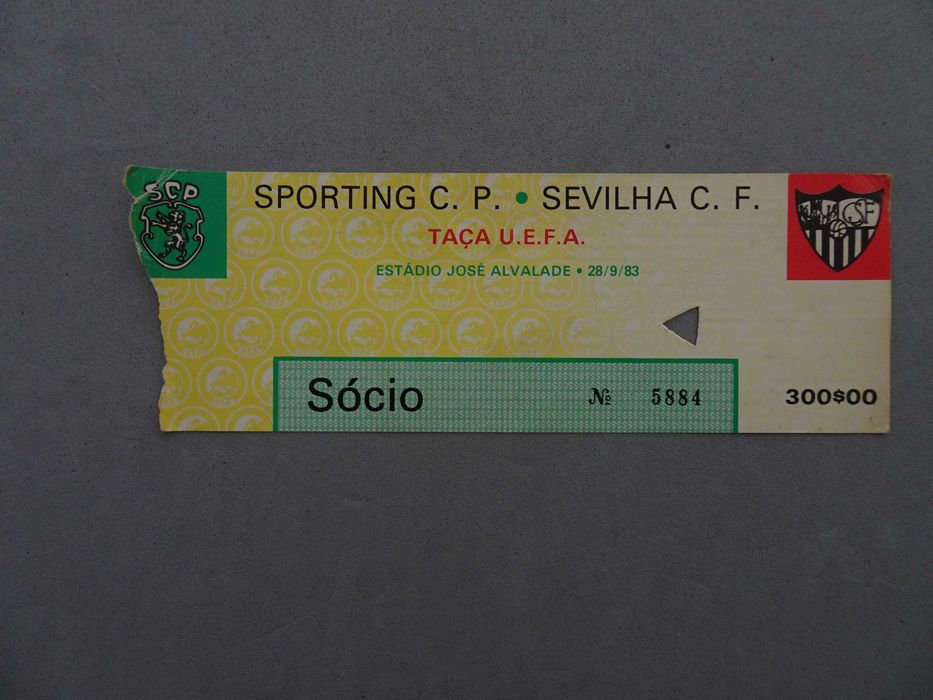 SCP
SPORTING C. P. • SEVILHA C. F.
TAÇA U.E.F.A.
ESTÁDIO JOSÉ ALVALADE • 28/9/83
Sócio
№ 5884
300$00